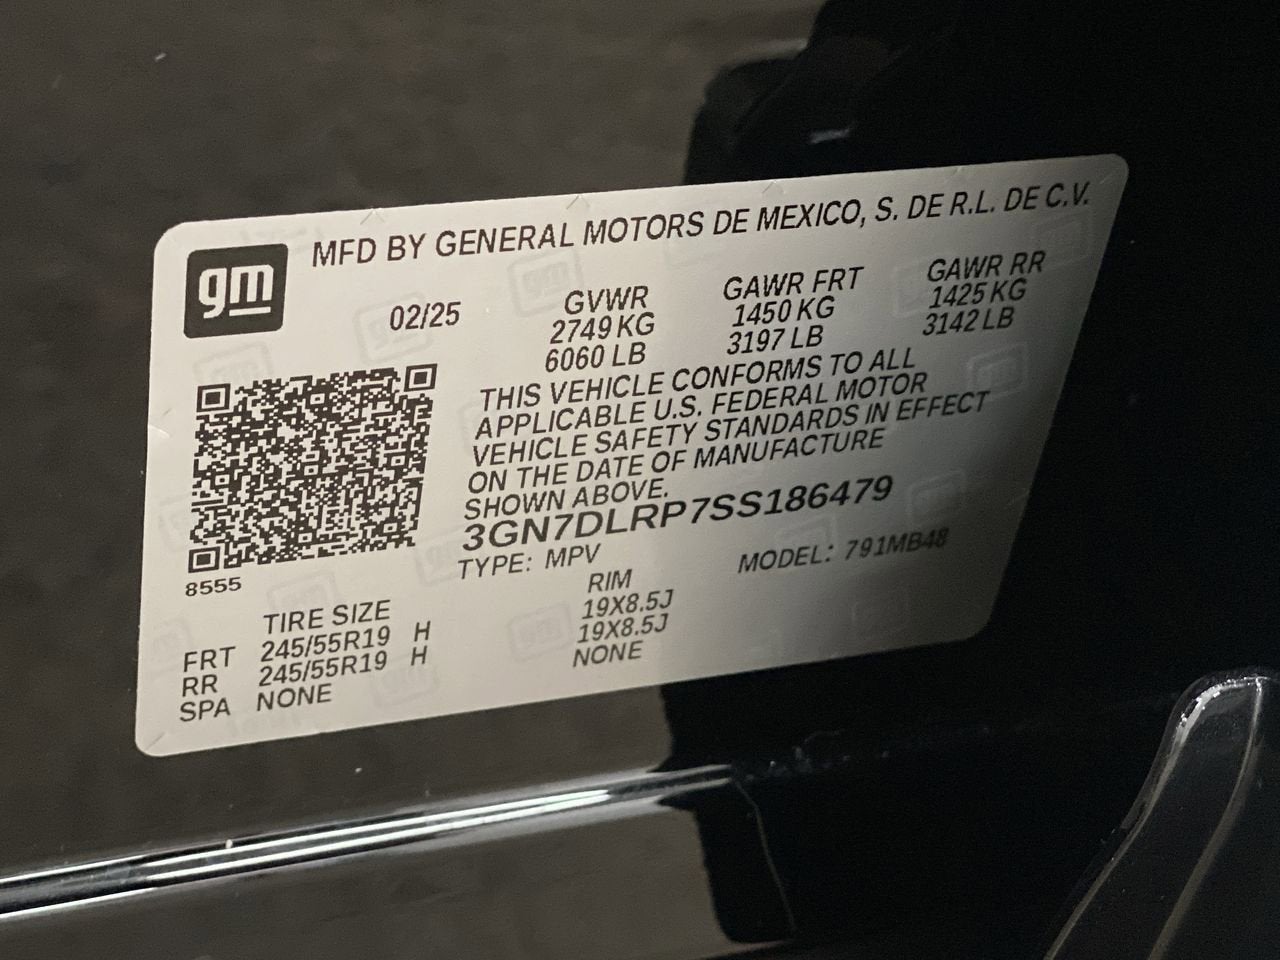 gm
MFD BY GENERAL MOTORS DE MEXICO, S. DE R.L. DE C.V.
02/25 GVWR GAWR FRT GAWR RR
2749 KG 1450 KG 1425 KG
6060 LB 3197 LB 3142 LB
THIS VEHICLE CONFORMS TO ALL
APPLICABLE U.S. FEDERAL MOTOR
VEHICLE SAFETY STANDARDS IN EFFECT
ON THE DATE OF MANUFACTURE
SHOWN ABOVE.
3GN7DLRP7SS186479
TYPE: MPV MODEL: 791MB48
8555
TIRE SIZE RIM
FRT 245/55R19 H 19X8.5J
RR 245/55R19 H 19X8.5J
SPA NONE NONE